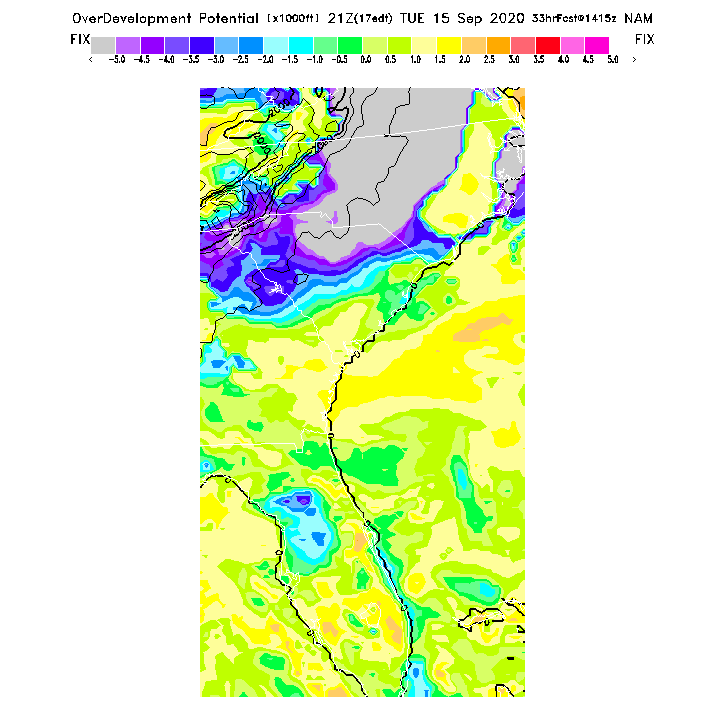 OverDevelopment Potential [x1000ft] 21Z(17edt) TUE 15 Sep 2020 33hrFcst@1415z NAM
FIX FIX
< -5.0 -4.5 -4.0 -3.5 -3.0 -2.5 -2.0 -1.5 -1.0 -0.5 0.0 0.5 1.0 1.5 2.0 2.5 3.0 3.5 4.0 4.5 5.0 >